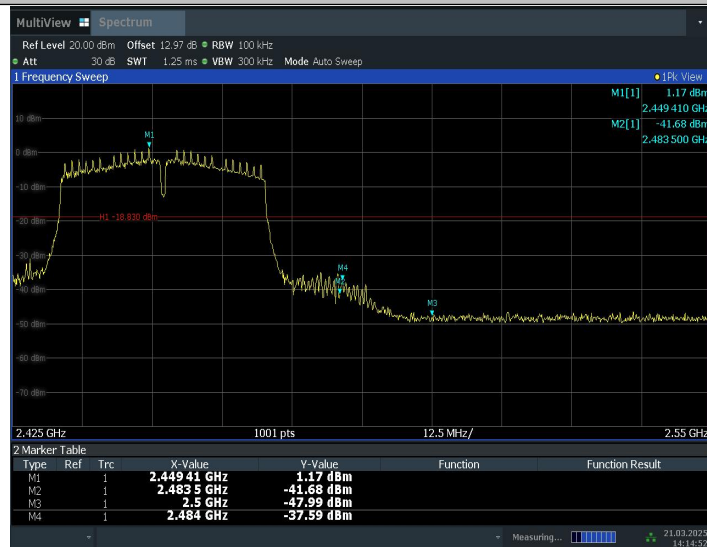 MultiView Spectrum
Ref Level 20.00 dBm Offset 12.97 dB RBW 100 kHz
Att 30 dB SWT 1.25 ms VBW 300 kHz Mode Auto Sweep
1 Frequency Sweep 1Pk View
M1[1] 1.17 dBm
2.449 410 GHz
M2[1] -41.68 dBm
2.483 500 GHz
10 dBm
M1
0 dBm
-10 dBm
-20 dBm
H1 -18.830 dBm
-30 dBm
M4
-40 dBm
M3
-50 dBm
-60 dBm
-70 dBm
2.425 GHz 1001 pts 12.5 MHz/ 2.55 GHz
2 Marker Table
Type Ref Trc X-Value Y-Value Function Function Result
M1 1 2.449 41 GHz 1.17 dBm
M2 1 2.483 5 GHz -41.68 dBm
M3 1 2.5 GHz -47.99 dBm
M4 1 2.484 GHz -37.59 dBm
Measuring... 21.03.2025
14:14:52